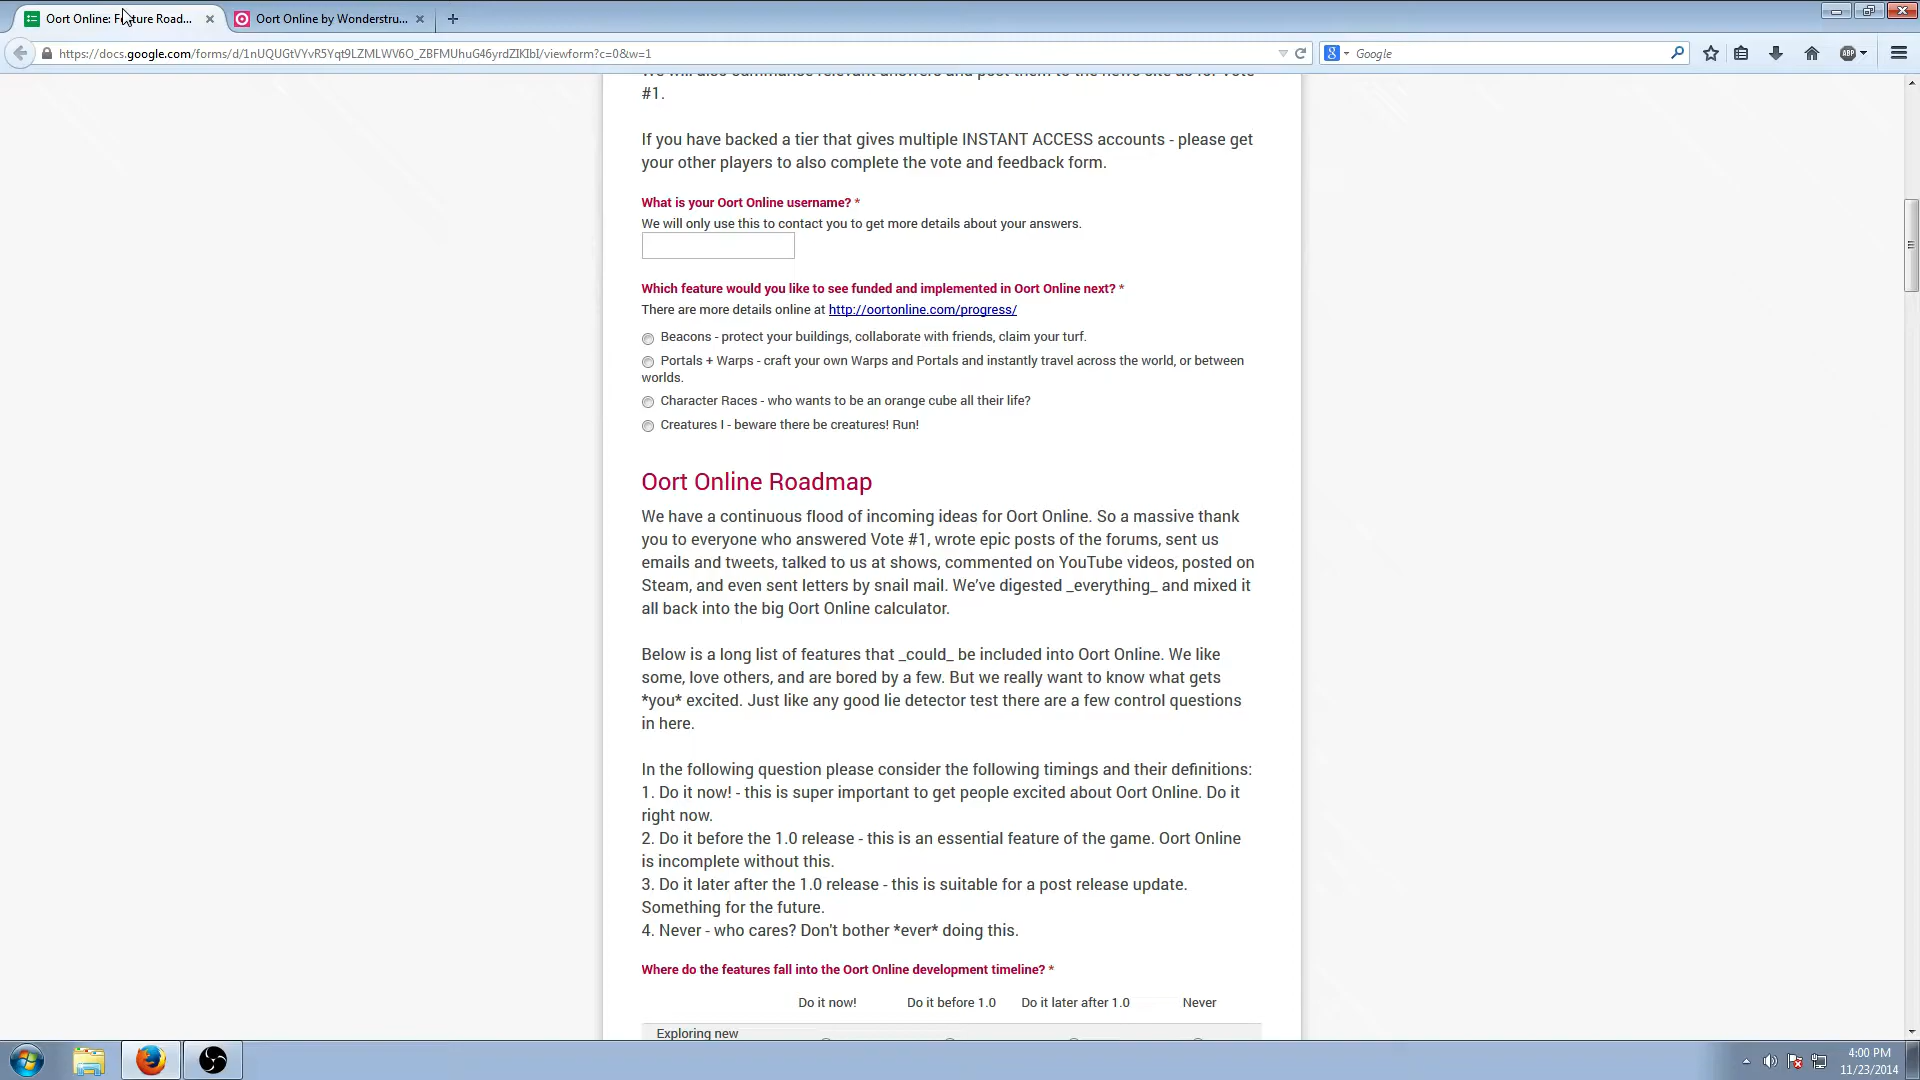 Oort Online: F ture Road...
Oort Online by Wonderstru...
https://docs.google.com/forms/d/1nUQUGtVYvR5Yqt9LZMLWV6O_ZBFMUhuG46yrdZIKIbI/viewform?c=0&w=1
Google
ABP
We will also summarise relevant answers and post them to the news site as for Vote
#1.
If you have backed a tier that gives multiple INSTANT ACCESS accounts - please get
your other players to also complete the vote and feedback form.
What is your Oort Online username? *
We will only use this to contact you to get more details about your answers.
Which feature would you like to see funded and implemented in Oort Online next? *
There are more details online at http://oortonline.com/progress/
Beacons - protect your buildings, collaborate with friends, claim your turf.
Portals + Warps - craft your own Warps and Portals and instantly travel across the world, or between
worlds.
Character Races - who wants to be an orange cube all their life?
Creatures I - beware there be creatures! Run!
Oort Online Roadmap
We have a continuous flood of incoming ideas for Oort Online. So a massive thank
you to everyone who answered Vote #1, wrote epic posts of the forums, sent us
emails and tweets, talked to us at shows, commented on YouTube videos, posted on
Steam, and even sent letters by snail mail. We've digested _everything_ and mixed it
all back into the big Oort Online calculator.
Below is a long list of features that _could_ be included into Oort Online. We like
some, love others, and are bored by a few. But we really want to know what gets
*you* excited. Just like any good lie detector test there are a few control questions
in here.
In the following question please consider the following timings and their definitions:
1. Do it now! - this is super important to get people excited about Oort Online. Do it
right now.
2. Do it before the 1.0 release - this is an essential feature of the game. Oort Online
is incomplete without this.
3. Do it later after the 1.0 release - this is suitable for a post release update.
Something for the future.
4. Never - who cares? Don't bother *ever* doing this.
Where do the features fall into the Oort Online development timeline? *
Do it now! Do it before 1.0 Do it later after 1.0 Never
Exploring new
4:00 PM
11/23/2014